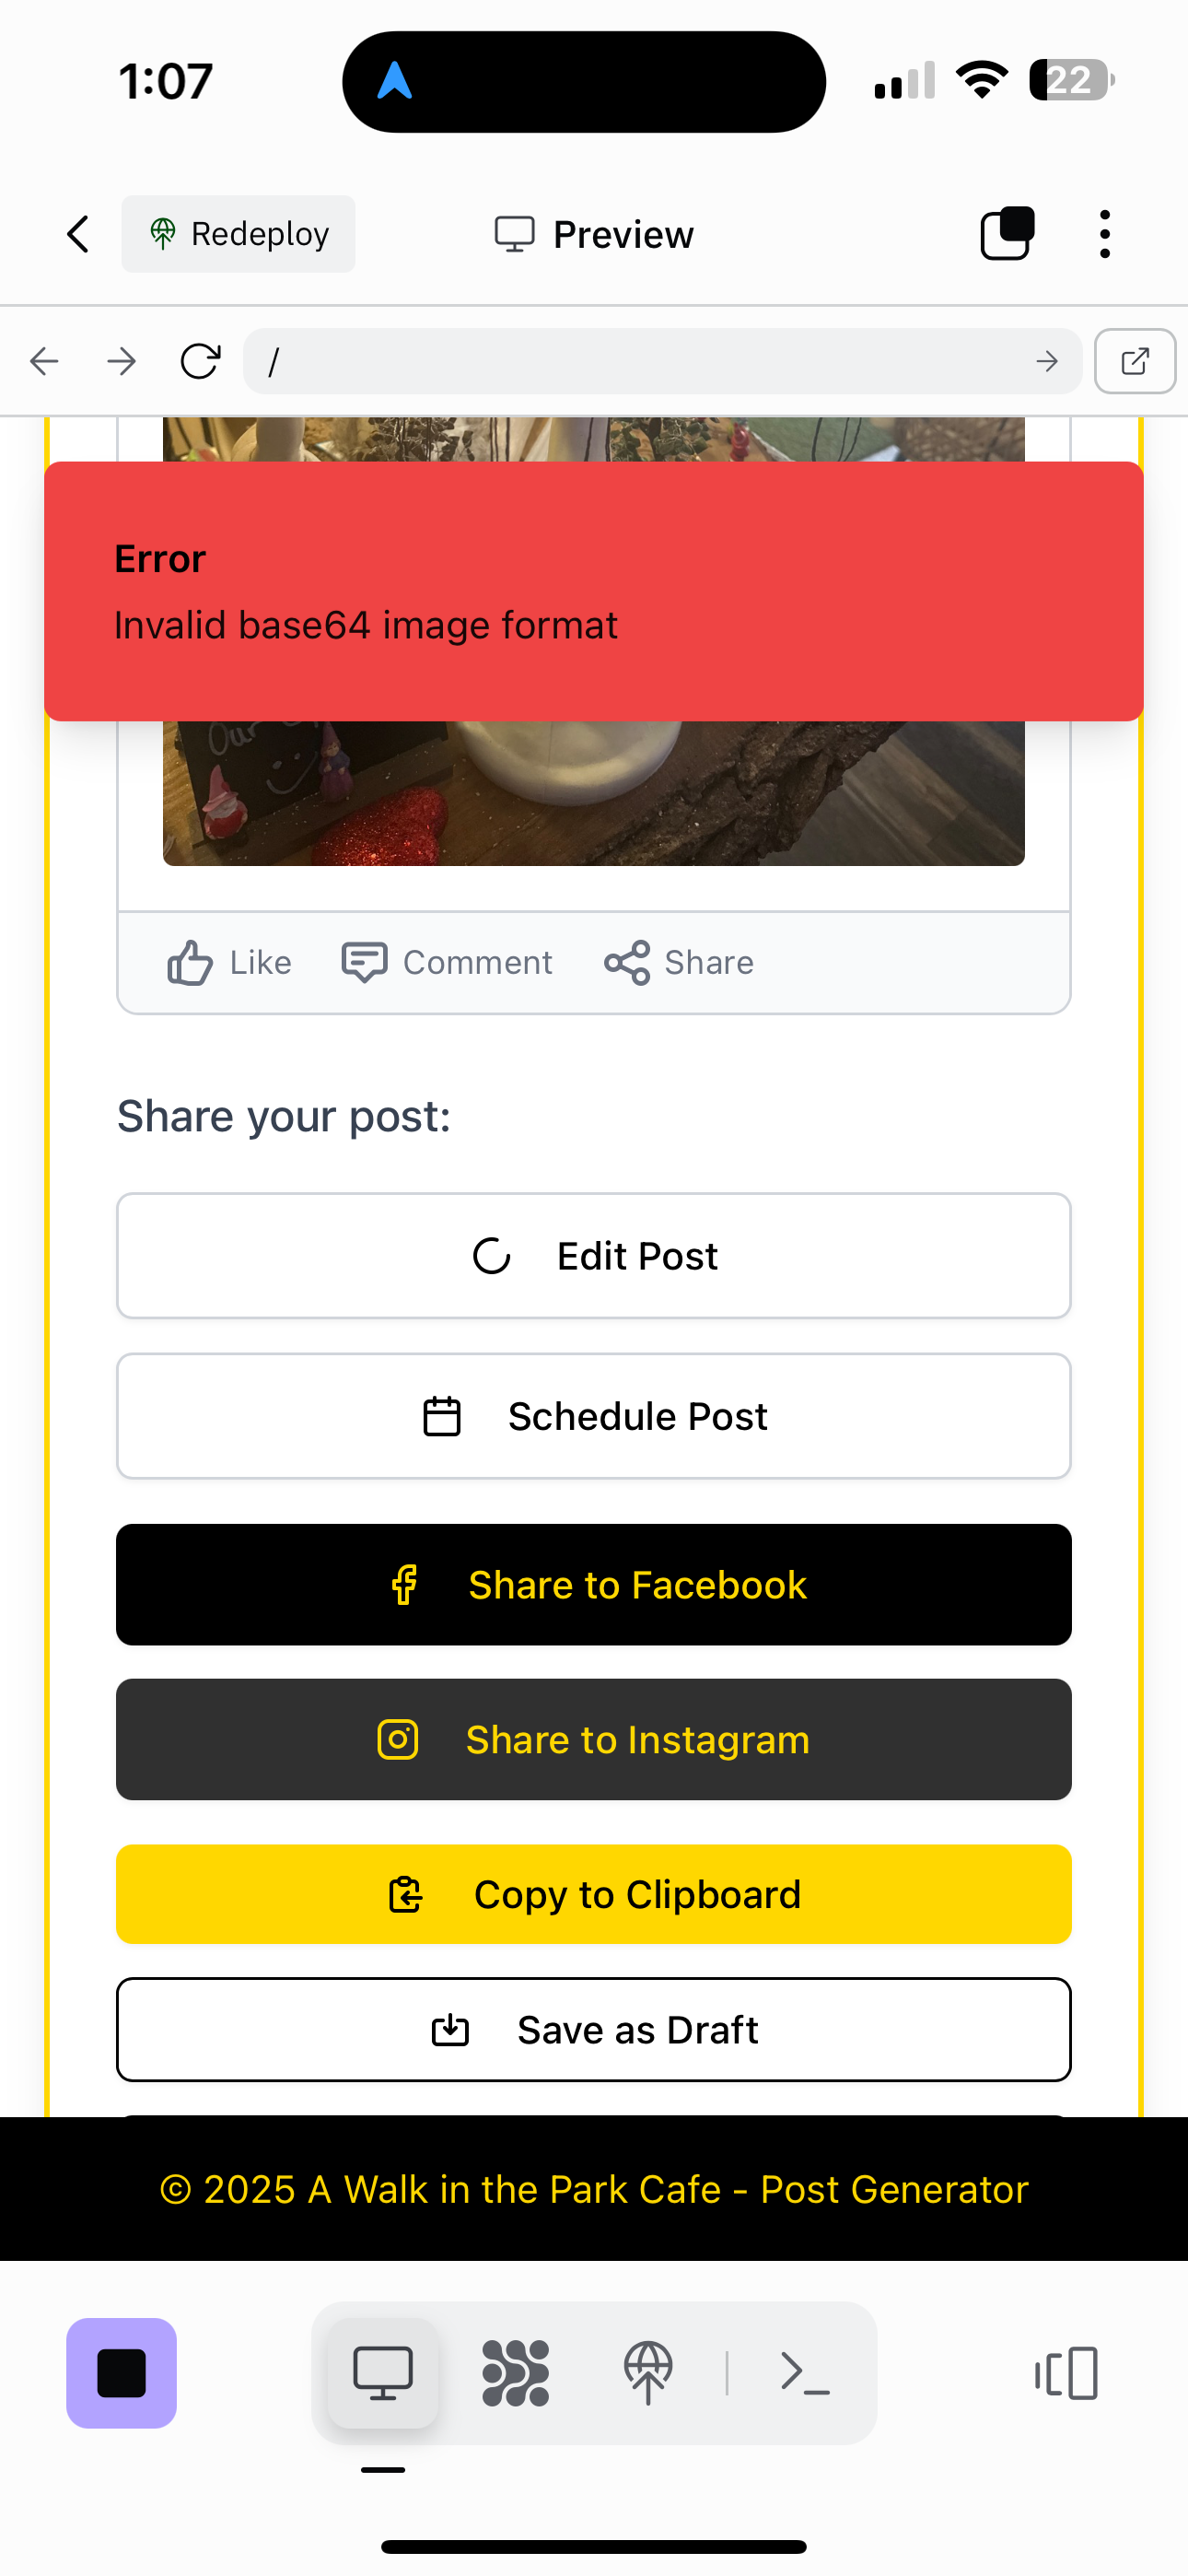 1:07
22
Redeploy
Preview
/
Error
Invalid base64 image format
Our
Like
Comment
Share
Share your post:
Edit Post
Schedule Post
Share to Facebook
Share to Instagram
Copy to Clipboard
Save as Draft
© 2025 A Walk in the Park Cafe - Post Generator